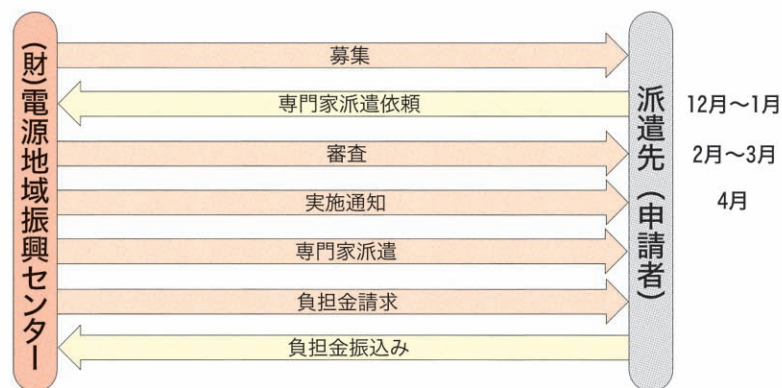 (財)電源地域振興センター
募集
専門家派遣依頼
12月～1月
審査
2月～3月
実施通知
4月
専門家派遣
負担金請求
負担金振込み
派遣先(申請者)